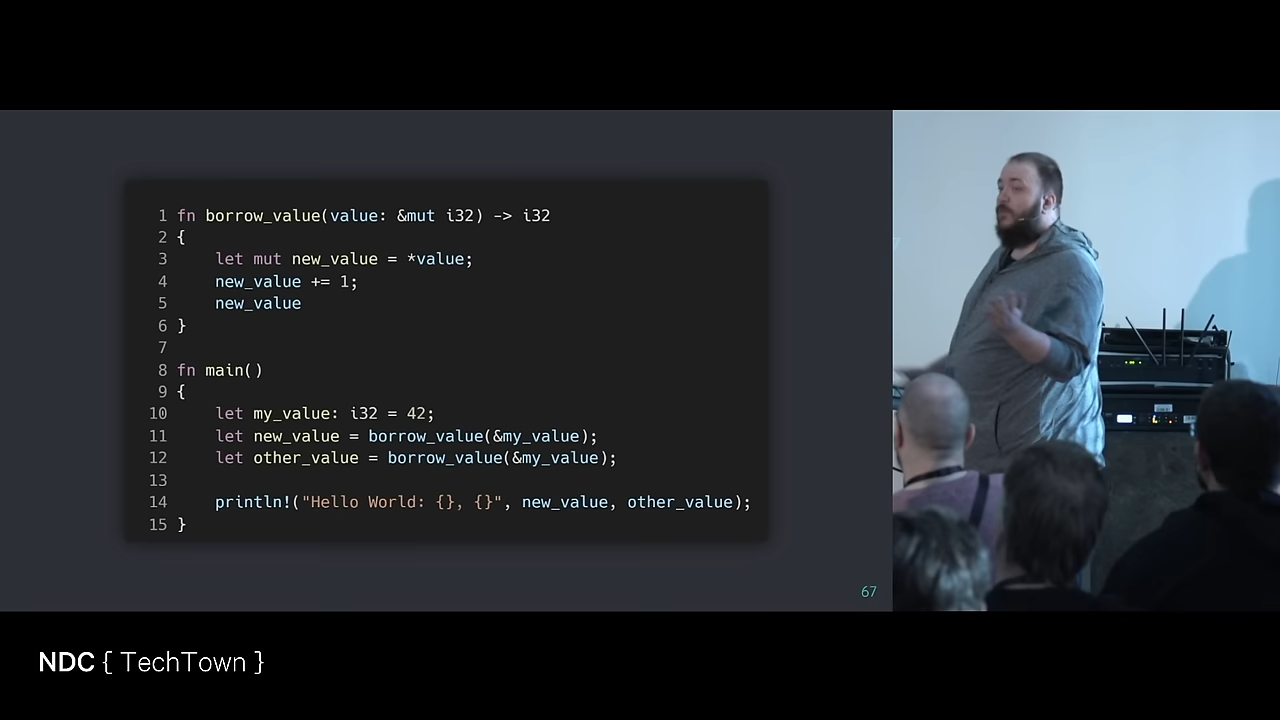 1 fn borrow_value(value: &mut i32) -> i32
2 {
3     let mut new_value = *value;
4     new_value += 1;
5     new_value
6 }
7
8 fn main()
9 {
10     let my_value: i32 = 42;
11     let new_value = borrow_value(&my_value);
12     let other_value = borrow_value(&my_value);
13
14     println!("Hello World: {}, {}", new_value, other_value);
15 }
67
NDC { TechTown }